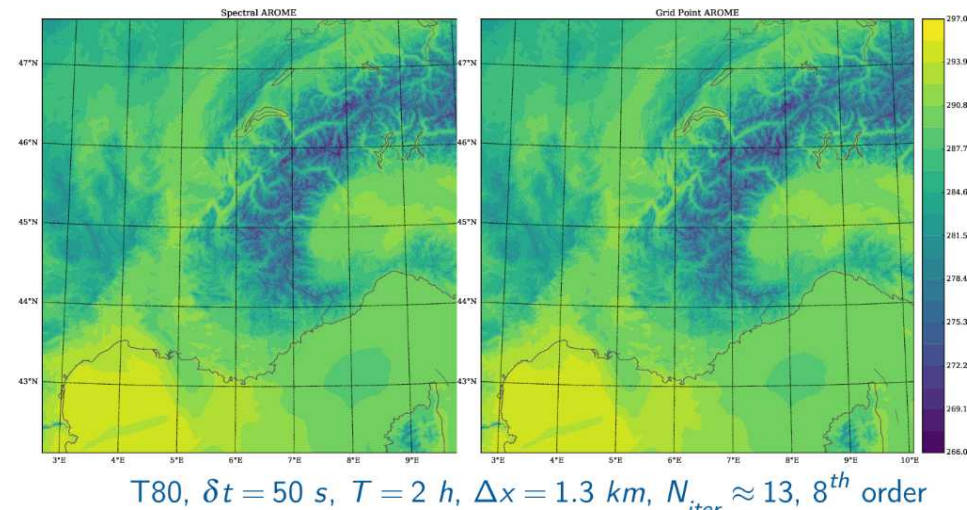 Spectral AROME
Grid Point AROME
47°N
46°N
45°N
44°N
43°N
3°E 4°E 5°E 6°E 7°E 8°E 9°E
47°N
46°N
45°N
44°N
43°N
3°E 4°E 5°E 6°E 7°E 8°E 9°E 10°E
297.0
293.9
290.8
287.7
284.6
281.5
278.4
275.3
272.2
269.1
266.0
T80, δt = 50 s, T = 2 h, Δx = 1.3 km, N_iter ≈ 13, 8^th order